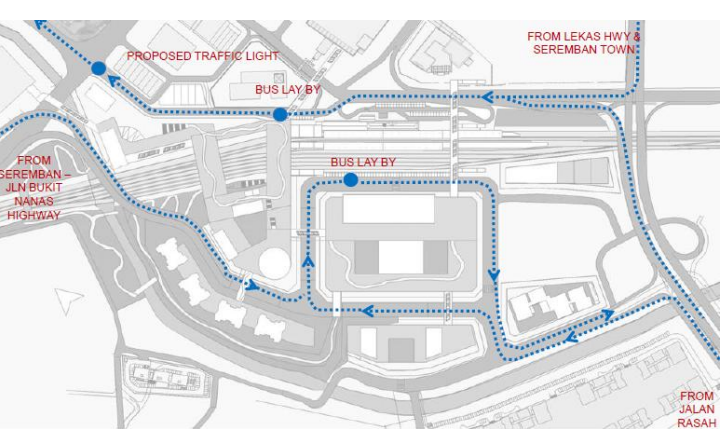 FROM LEKAS HWY &
SEREMBAN TOWN
PROPOSED TRAFFIC LIGHT
BUS LAY BY
BUS LAY BY
FROM
SEREMBAN –
JLN BUKIT
NANAS
HIGHWAY
FROM
JALAN
RASAH